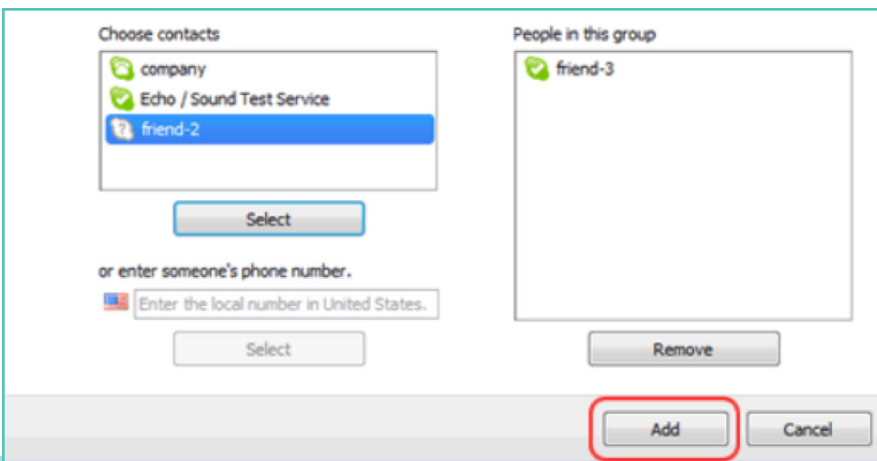 Choose contacts
company
Echo / Sound Test Service
friend-2
Select
or enter someone's phone number.
Enter the local number in United States.
Select
People in this group
friend-3
Remove
Add
Cancel